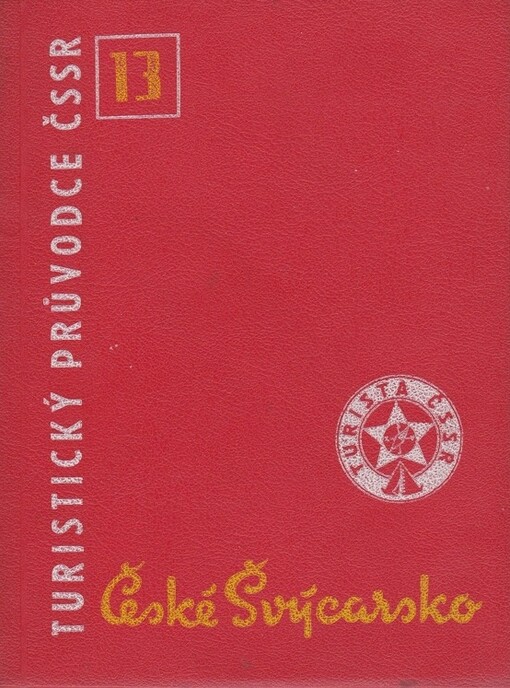 TURISTICKÝ PRŮVODCE ČSSR
13
TURISTA ČSSR
České Švýcarsko